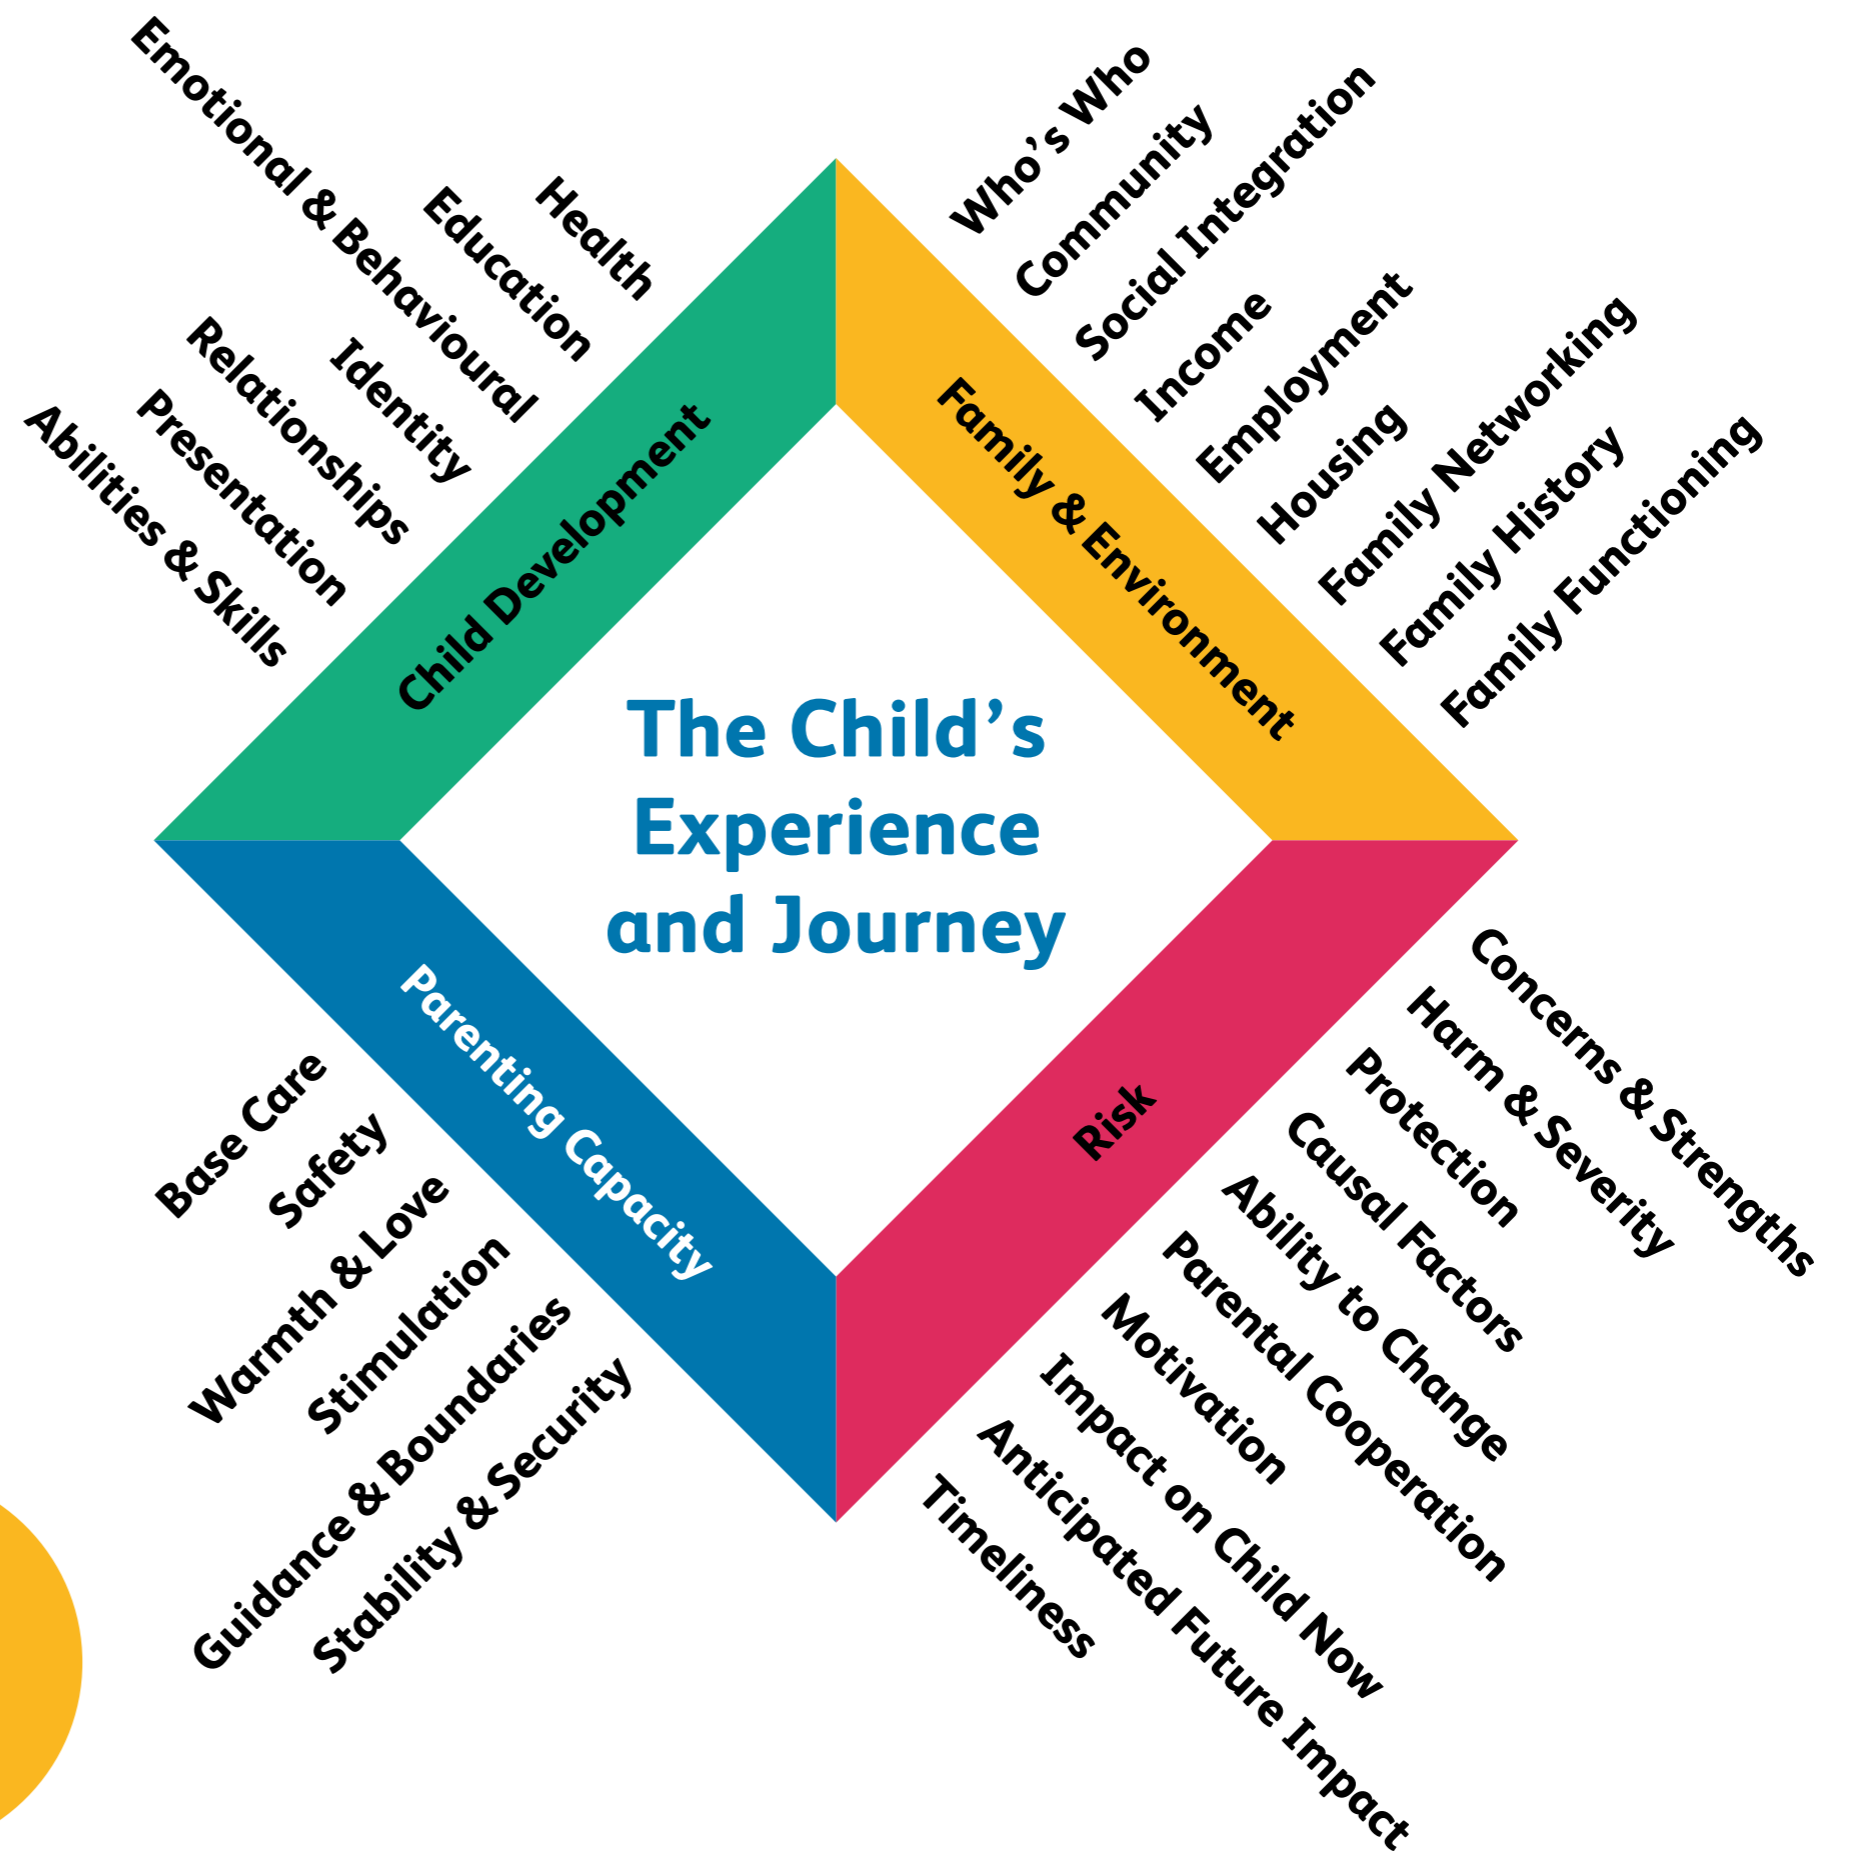 Health
Education
Emotional & Behavioural
Identity
Relationships
Presentation
Abilities & Skills
Child Development
Who’s Who
Community
Social Integration
Income
Employment
Housing
Family Networking
Family History
Family Functioning
Family & Environment
The Child’s
Experience
and Journey
Parenting Capacity
Base Care
Safety
Warmth & Love
Stimulation
Guidance & Boundaries
Stability & Security
Risk
Concerns & Strengths
Harm & Severity
Protection
Causal Factors
Ability to Change
Parental Cooperation
Motivation
Impact on Child Now
Anticipated Future Impact
Timeliness